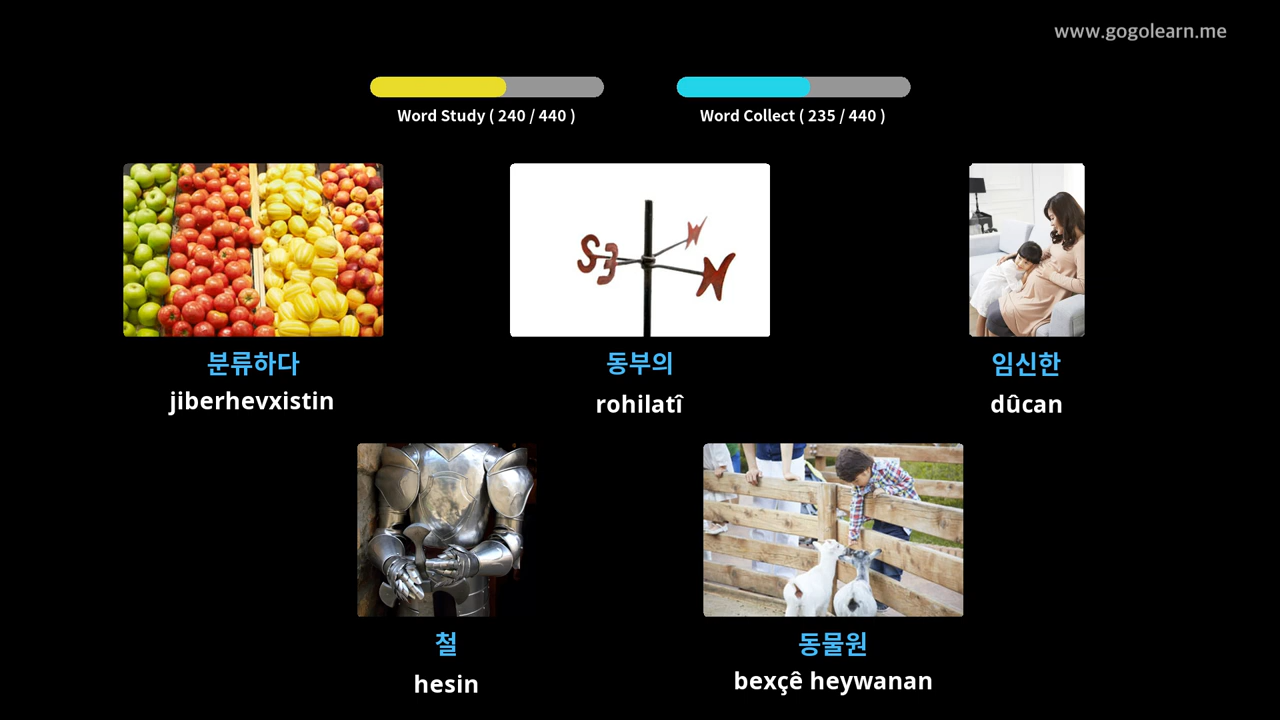 www.gogolearn.me
Word Study ( 240 / 440 )
Word Collect ( 235 / 440 )
S E N N
분류하다
jiberhevxistin
동부의
rohilatî
임신한
dûcan
철
hesin
동물원
bexçê heywanan